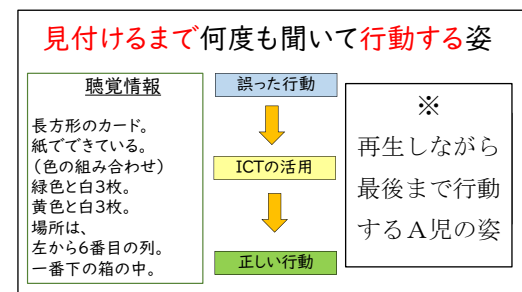 見付けるまで何度も聞いて行動する姿
聴覚情報
長方形のカード。
紙でできている。
（色の組み合わせ）
緑色と白3枚。
黄色と白3枚。
場所は、
左から6番目の列。
一番下の箱の中。
誤った行動
ICTの活用
正しい行動
※
再生しながら
最後まで行動
するA児の姿